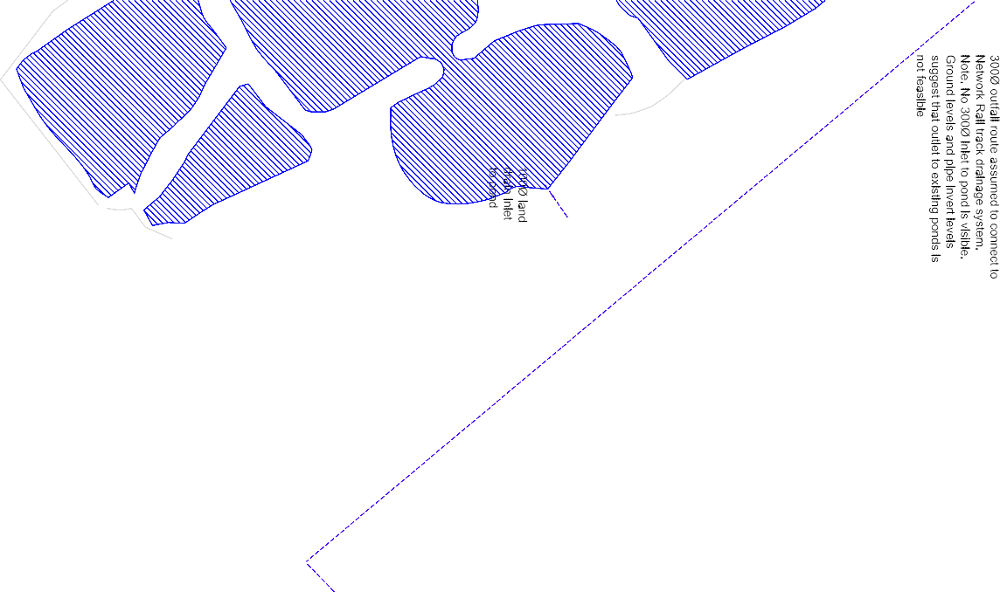 300Ø outfall route assumed to connect to
Network Rail track drainage system.
Note. No 300Ø inlet to pond is visible.
Ground levels and pipe invert levels
suggest that outlet to existing ponds is
not feasible
100Ø land
drain inlet
to pond